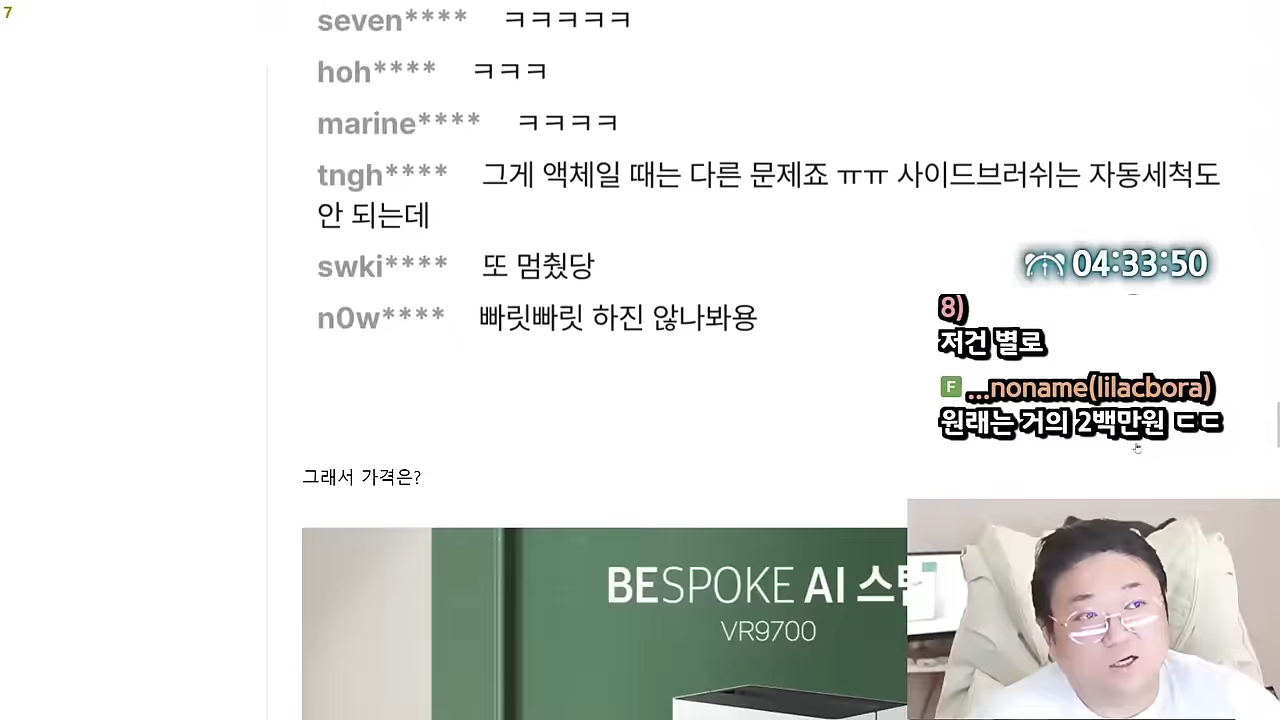 7
seven**** ㅋㅋㅋㅋㅋ
hoh**** ㅋㅋㅋ
marine**** ㅋㅋㅋㅋ
tngh**** 그게 액체일 때는 다른 문제죠 ㅠㅠ 사이드브러쉬는 자동세척도
안 되는데
swki**** 또 멈췄당
04:33:50
n0w**** 빠릿빠릿 하진 않나봐용
8)
저건 별로
F ...noname(lilacbora)
원래는 거의 2백만원 ㄷㄷ
그래서 가격은?
BESPOKE AI 스
VR9700